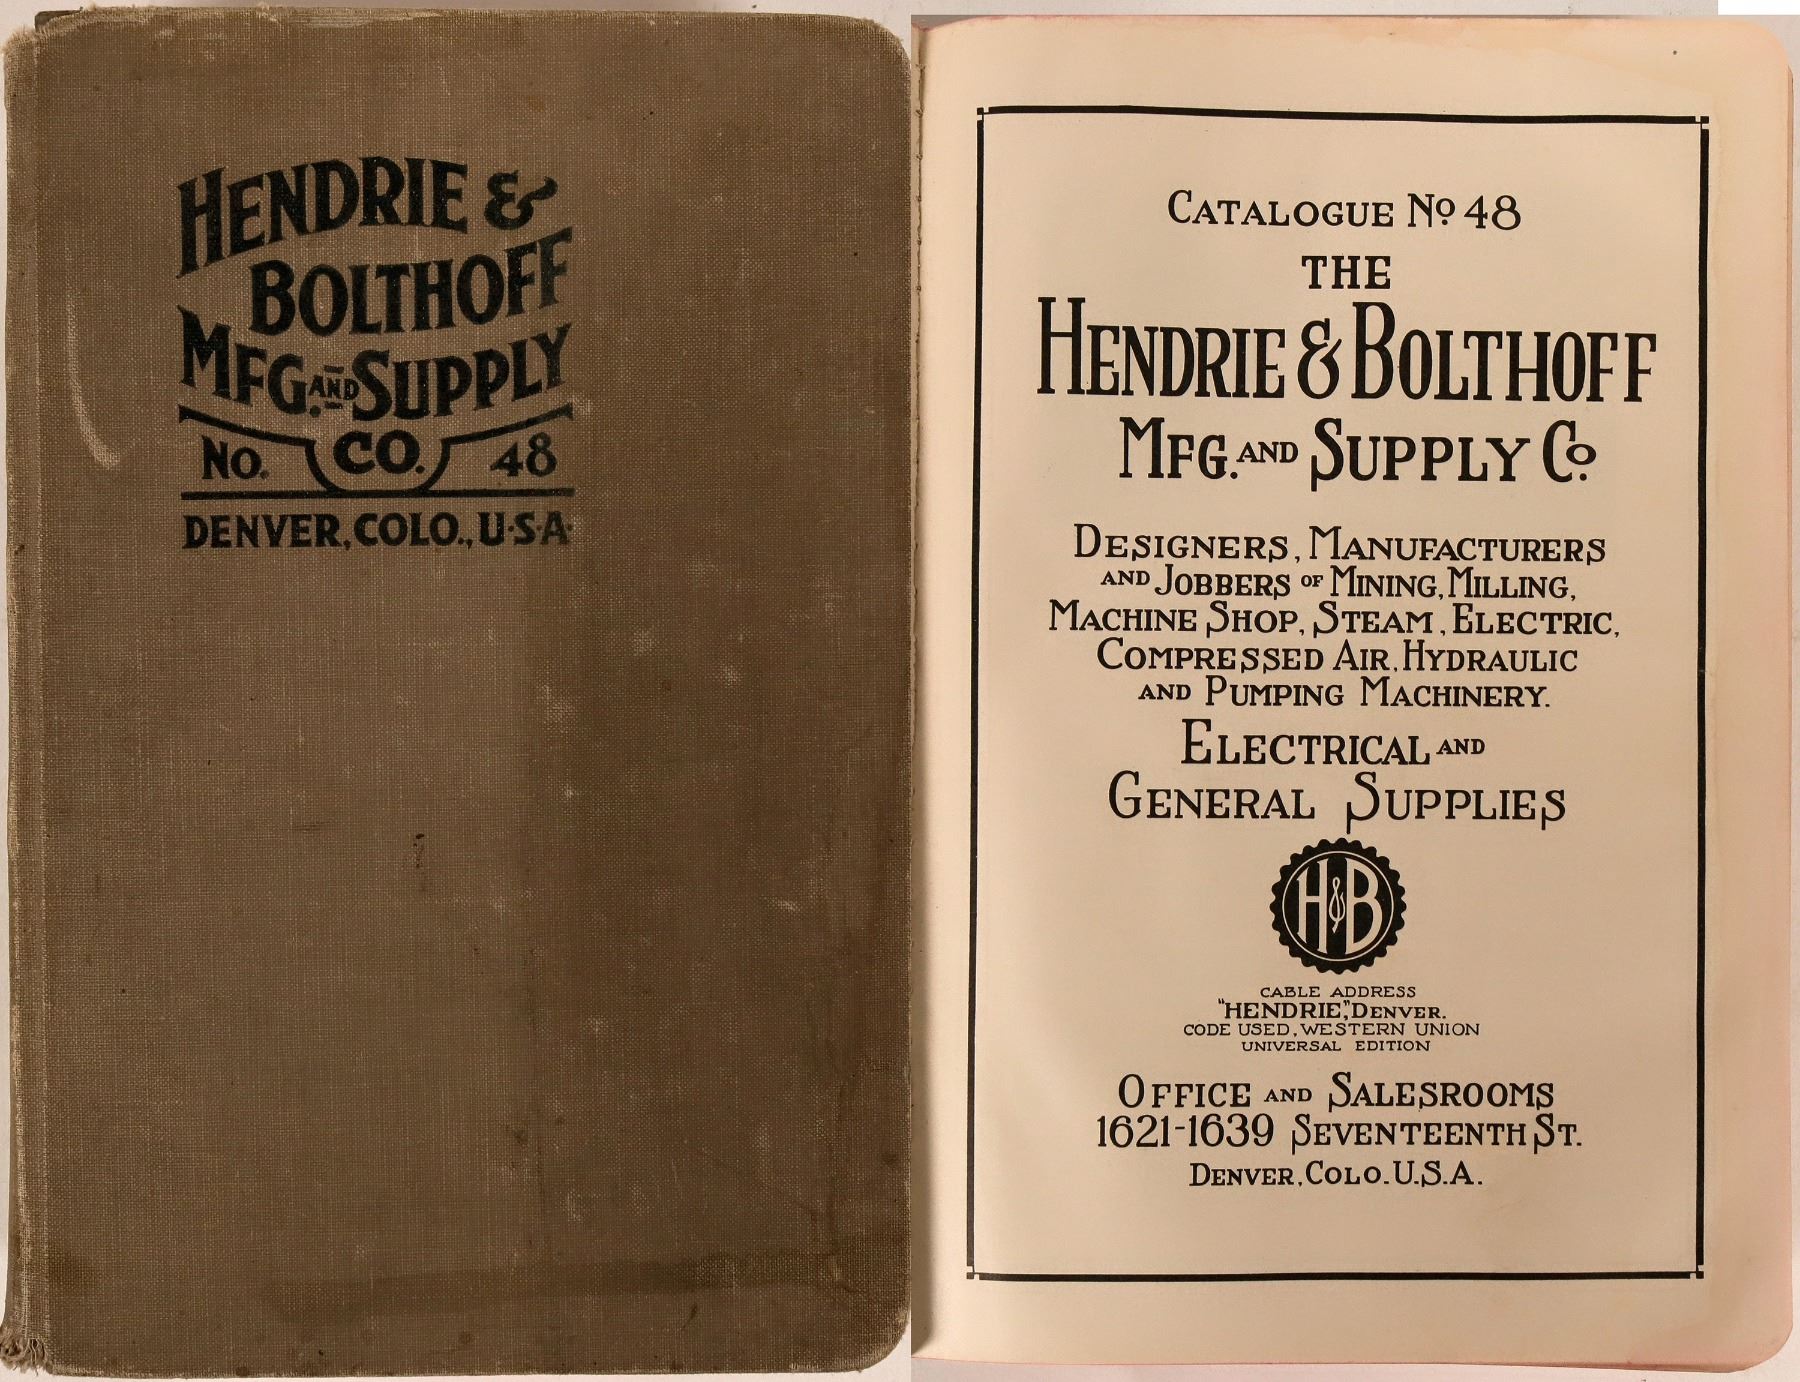 HENDRIE &
BOLTHOFF
MFG. AND SUPPLY
NO. CO. 48
DENVER, COLO., U.S.A.
CATALOGUE No 48
THE
HENDRIE & BOLTHOFF
MFG. AND SUPPLY Co
DESIGNERS, MANUFACTURERS
AND JOBBERS OF MINING, MILLING,
MACHINE SHOP, STEAM, ELECTRIC,
COMPRESSED AIR, HYDRAULIC
AND PUMPING MACHINERY.
ELECTRICAL AND
GENERAL SUPPLIES
H&B
CABLE ADDRESS
"HENDRIE", DENVER.
CODE USED, WESTERN UNION
UNIVERSAL EDITION
OFFICE AND SALESROOMS
1621-1639 SEVENTEENTH ST.
DENVER, COLO. U.S.A.